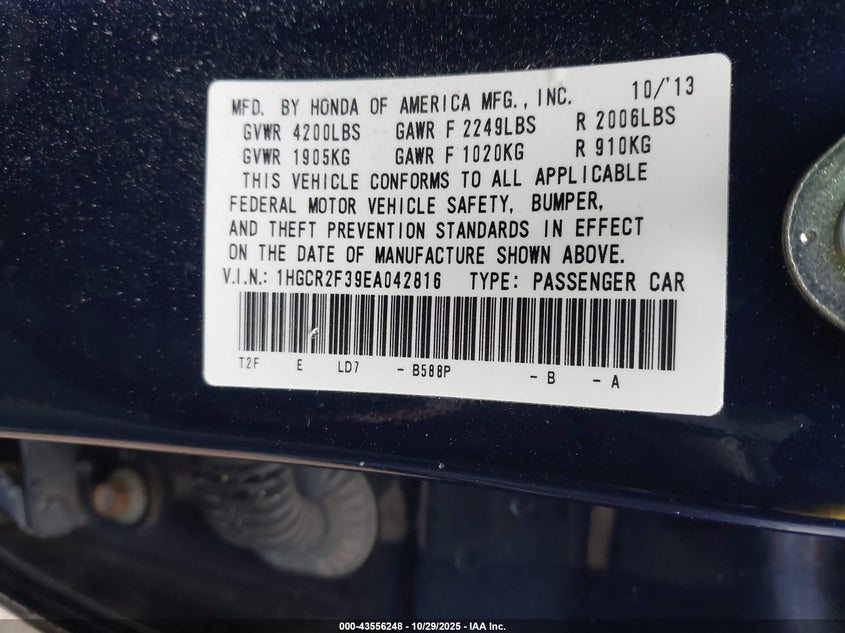 MFD. BY HONDA OF AMERICA MFG., INC. 10/'13
GVWR 4200LBS GAWR F 2249LBS R 2006LBS
GVWR 1905KG GAWR F 1020KG R 910KG
THIS VEHICLE CONFORMS TO ALL APPLICABLE
FEDERAL MOTOR VEHICLE SAFETY, BUMPER,
AND THEFT PREVENTION STANDARDS IN EFFECT
ON THE DATE OF MANUFACTURE SHOWN ABOVE.
V.I.N.: 1HGCR2F39EA042816 TYPE: PASSENGER CAR
T2F E LD7 - B588P - B - A
000-43556248 - 10/29/2025 - IAA Inc.